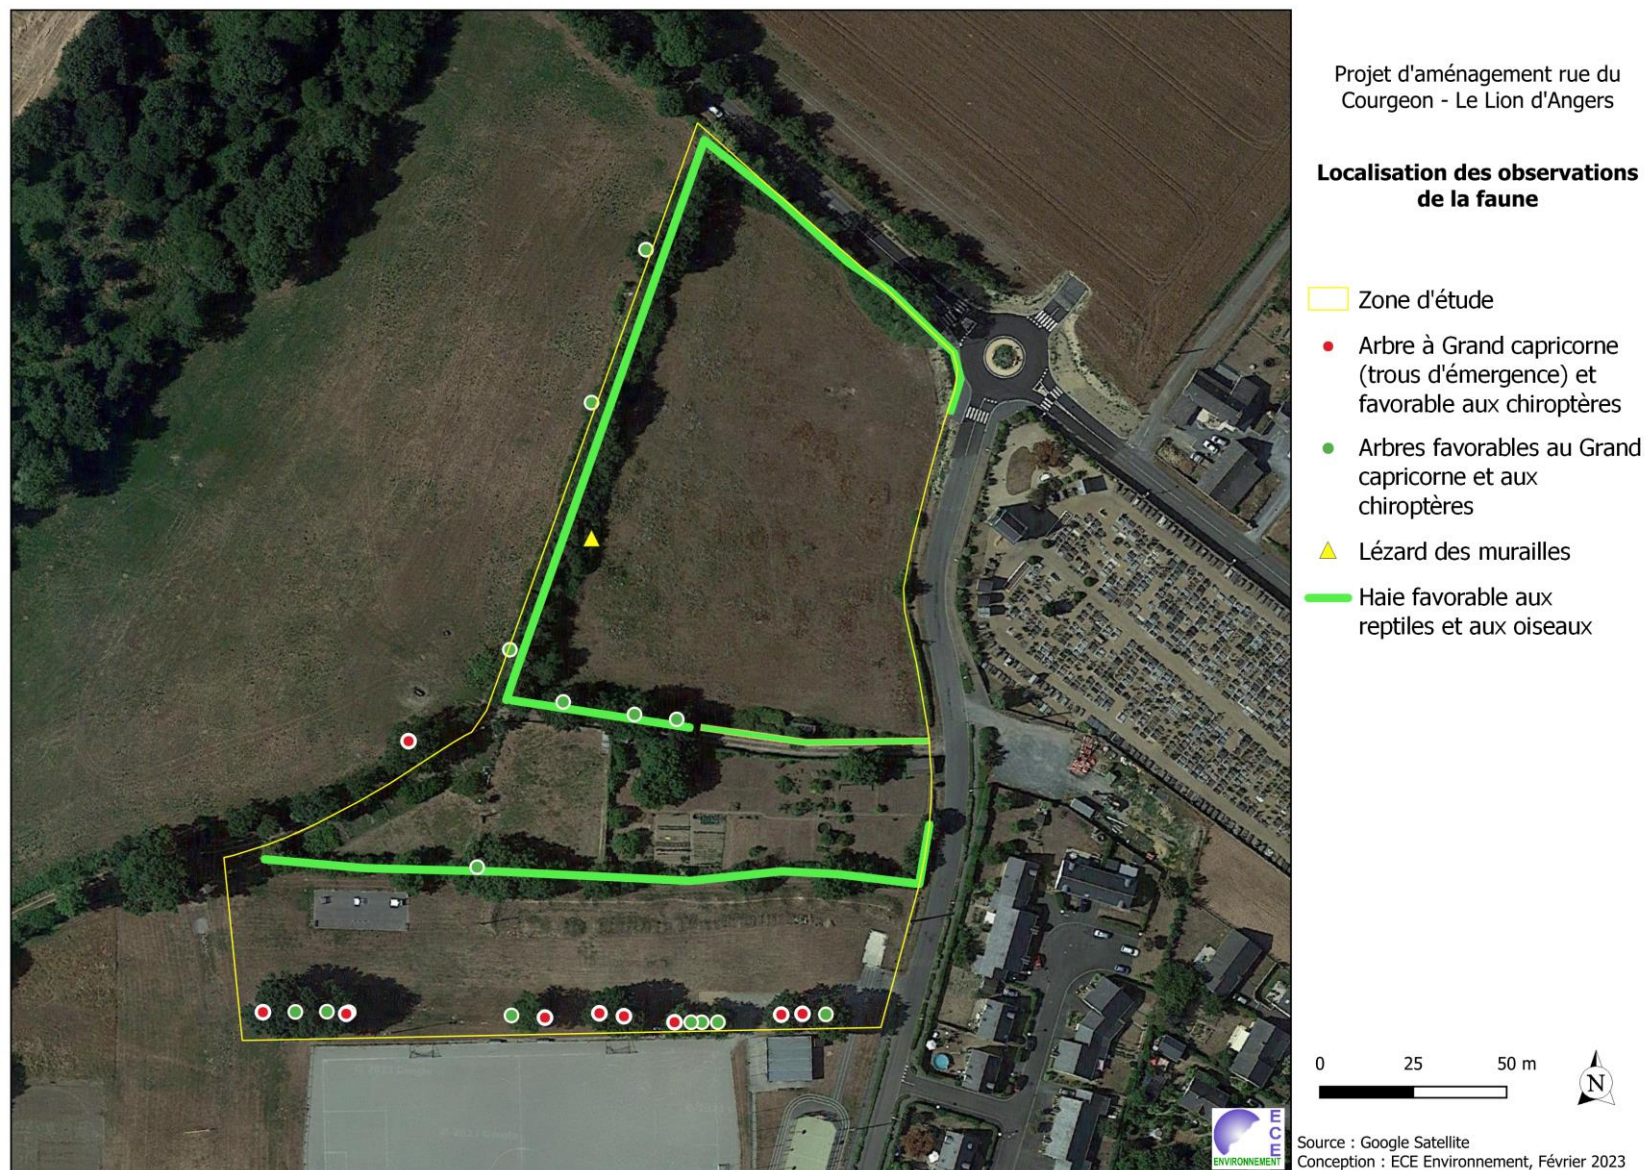 Projet d'aménagement rue du
Courgeon - Le Lion d'Angers
Localisation des observations
de la faune
Zone d'étude
Arbre à Grand capricorne
(trous d'émergence) et
favorable aux chiroptères
Arbres favorables au Grand
capricorne et aux
chiroptères
Lézard des murailles
Haie favorable aux
reptiles et aux oiseaux
0 25 50 m
N
ECE
ENVIRONNEMENT
Source : Google Satellite
Conception : ECE Environnement, Février 2023